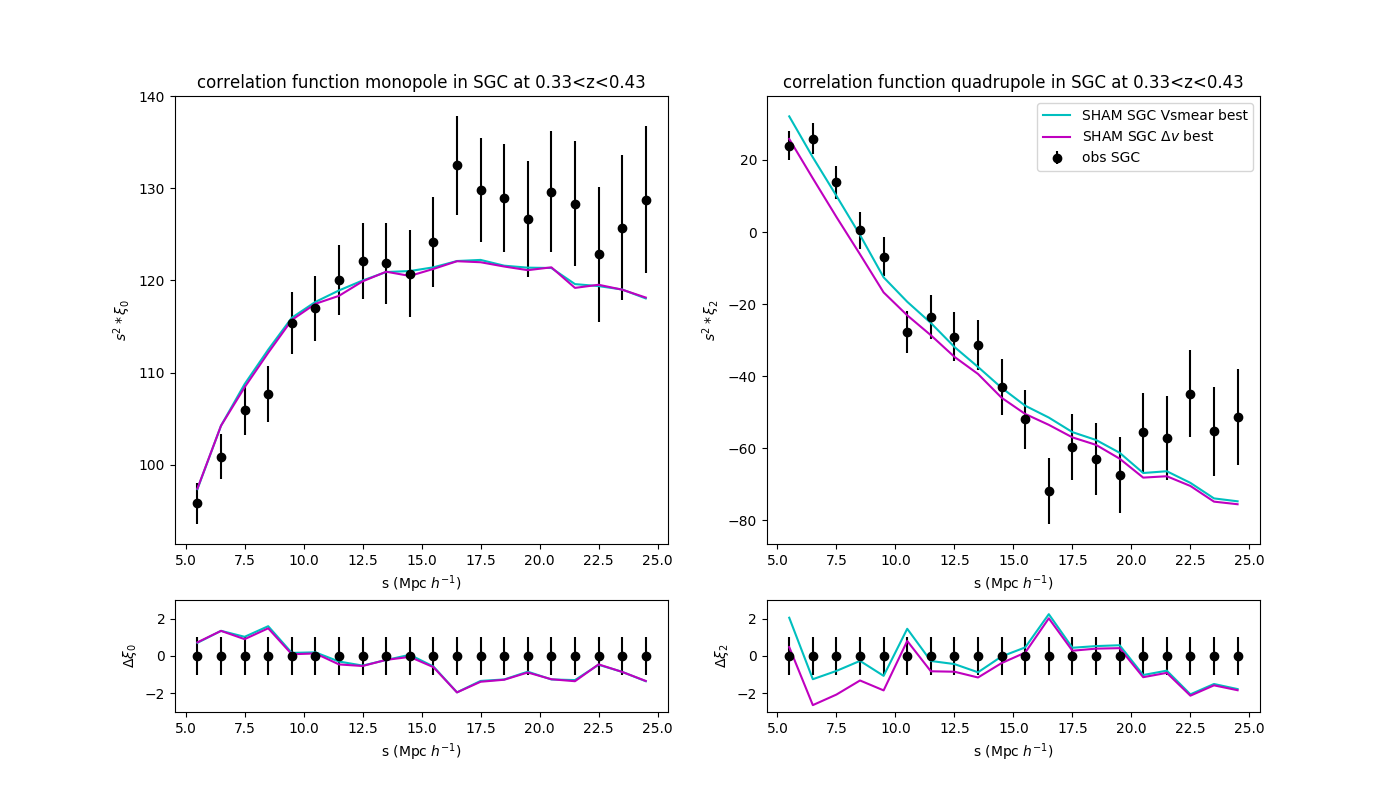 correlation function monopole in SGC at 0.33<z<0.43
140
130
120
110
100
s² * ξ₀
5.0 7.5 10.0 12.5 15.0 17.5 20.0 22.5 25.0
s (Mpc h⁻¹)
2
0
−2
Δξ₀
5.0 7.5 10.0 12.5 15.0 17.5 20.0 22.5 25.0
s (Mpc h⁻¹)
correlation function quadrupole in SGC at 0.33<z<0.43
SHAM SGC Vsmear best
SHAM SGC Δv best
obs SGC
20
0
−20
−40
−60
−80
s² * ξ₂
5.0 7.5 10.0 12.5 15.0 17.5 20.0 22.5 25.0
s (Mpc h⁻¹)
2
0
−2
Δξ₂
5.0 7.5 10.0 12.5 15.0 17.5 20.0 22.5 25.0
s (Mpc h⁻¹)